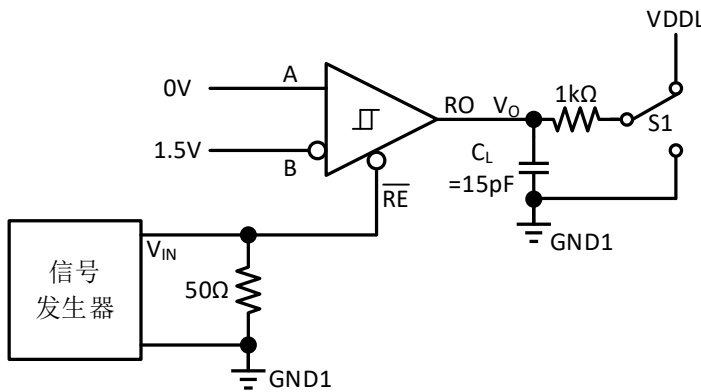 VDDL
0V
A
RO
V_O
1kΩ
S1
1.5V
B
C_L
=15pF
RE
GND1
信号
发生器
V_IN
50Ω
GND1